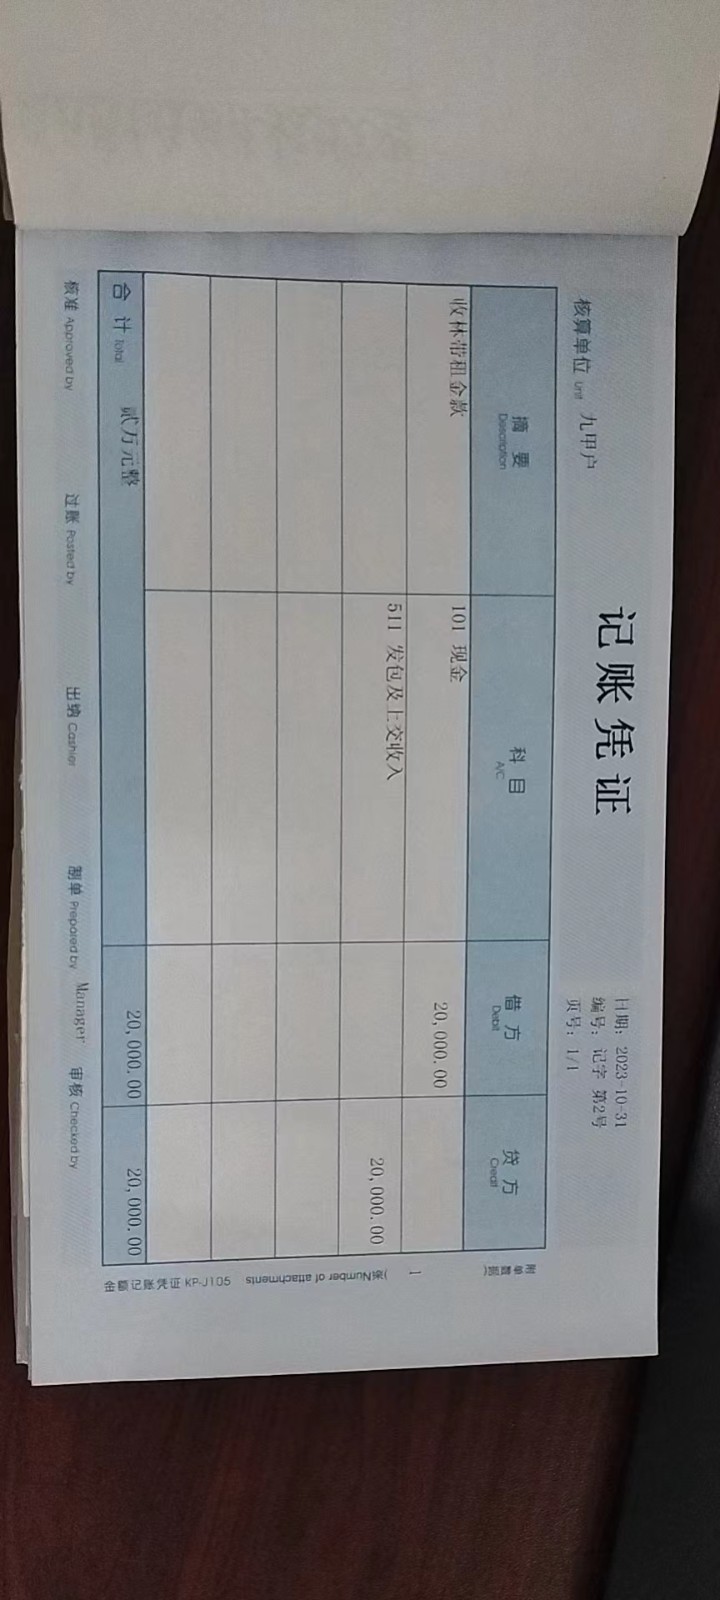 记账凭证
日期: 2023-10-31
编号: 记字 第2号
核算单位 Unit 九甲户
页号: 1/1
摘要 科目 借方 贷方
Description A/C Debit Credit
收林带租金款 101 现金 20,000.00
511 发包及上交收入 20,000.00
合计 Total 贰万元整 20,000.00 20,000.00
核准 Approved by 过账 Posted by 出纳 Cashier 制单 Prepared by Manager 审核 Checked by
附单据 1 张 (Number of attachments)
金额记账凭证 KP-J105